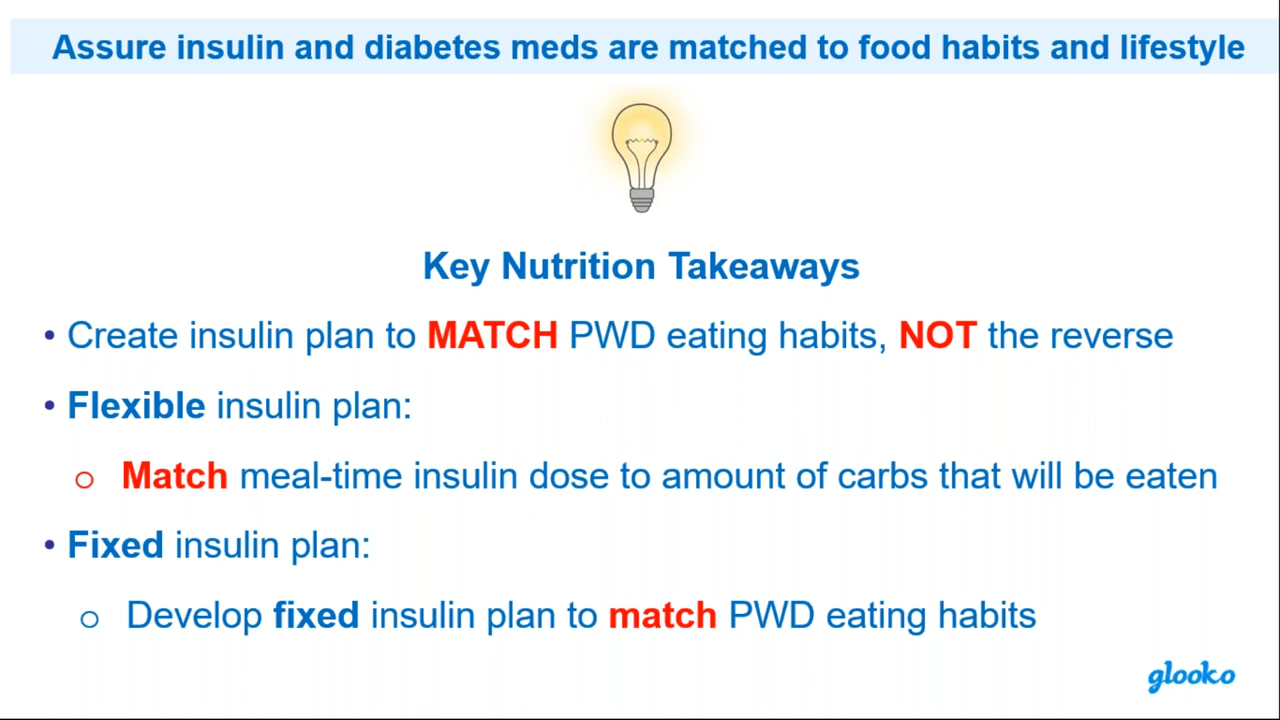 Assure insulin and diabetes meds are matched to food habits and lifestyle
Key Nutrition Takeaways
• Create insulin plan to MATCH PWD eating habits, NOT the reverse
• Flexible insulin plan:
o Match meal-time insulin dose to amount of carbs that will be eaten
• Fixed insulin plan:
o Develop fixed insulin plan to match PWD eating habits
glooko